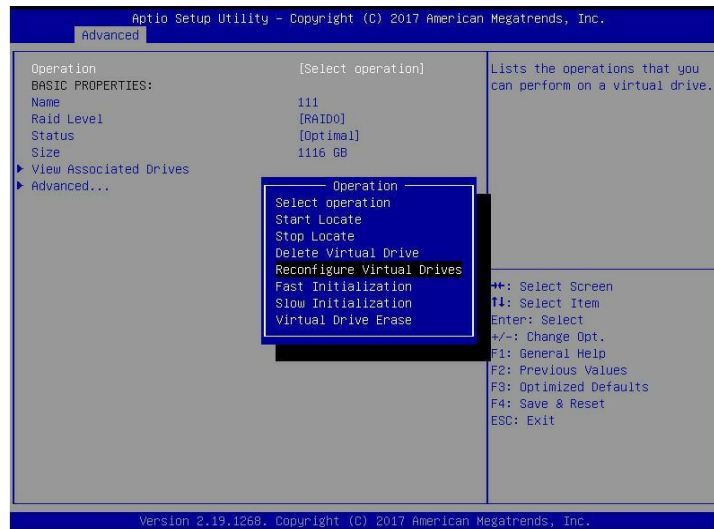 Aptio Setup Utility – Copyright (C) 2017 American Megatrends, Inc.
Advanced
Operation [Select operation]
BASIC PROPERTIES:
Name 111
Raid Level [RAID0]
Status [Optimal]
Size 1116 GB
View Associated Drives
Advanced...
Operation
Select operation
Start Locate
Stop Locate
Delete Virtual Drive
Reconfigure Virtual Drives
Fast Initialization
Slow Initialization
Virtual Drive Erase
Lists the operations that you
can perform on a virtual drive.
→←: Select Screen
↑↓: Select Item
Enter: Select
+/-: Change Opt.
F1: General Help
F2: Previous Values
F3: Optimized Defaults
F4: Save & Reset
ESC: Exit
Version 2.19.1268. Copyright (C) 2017 American Megatrends, Inc.